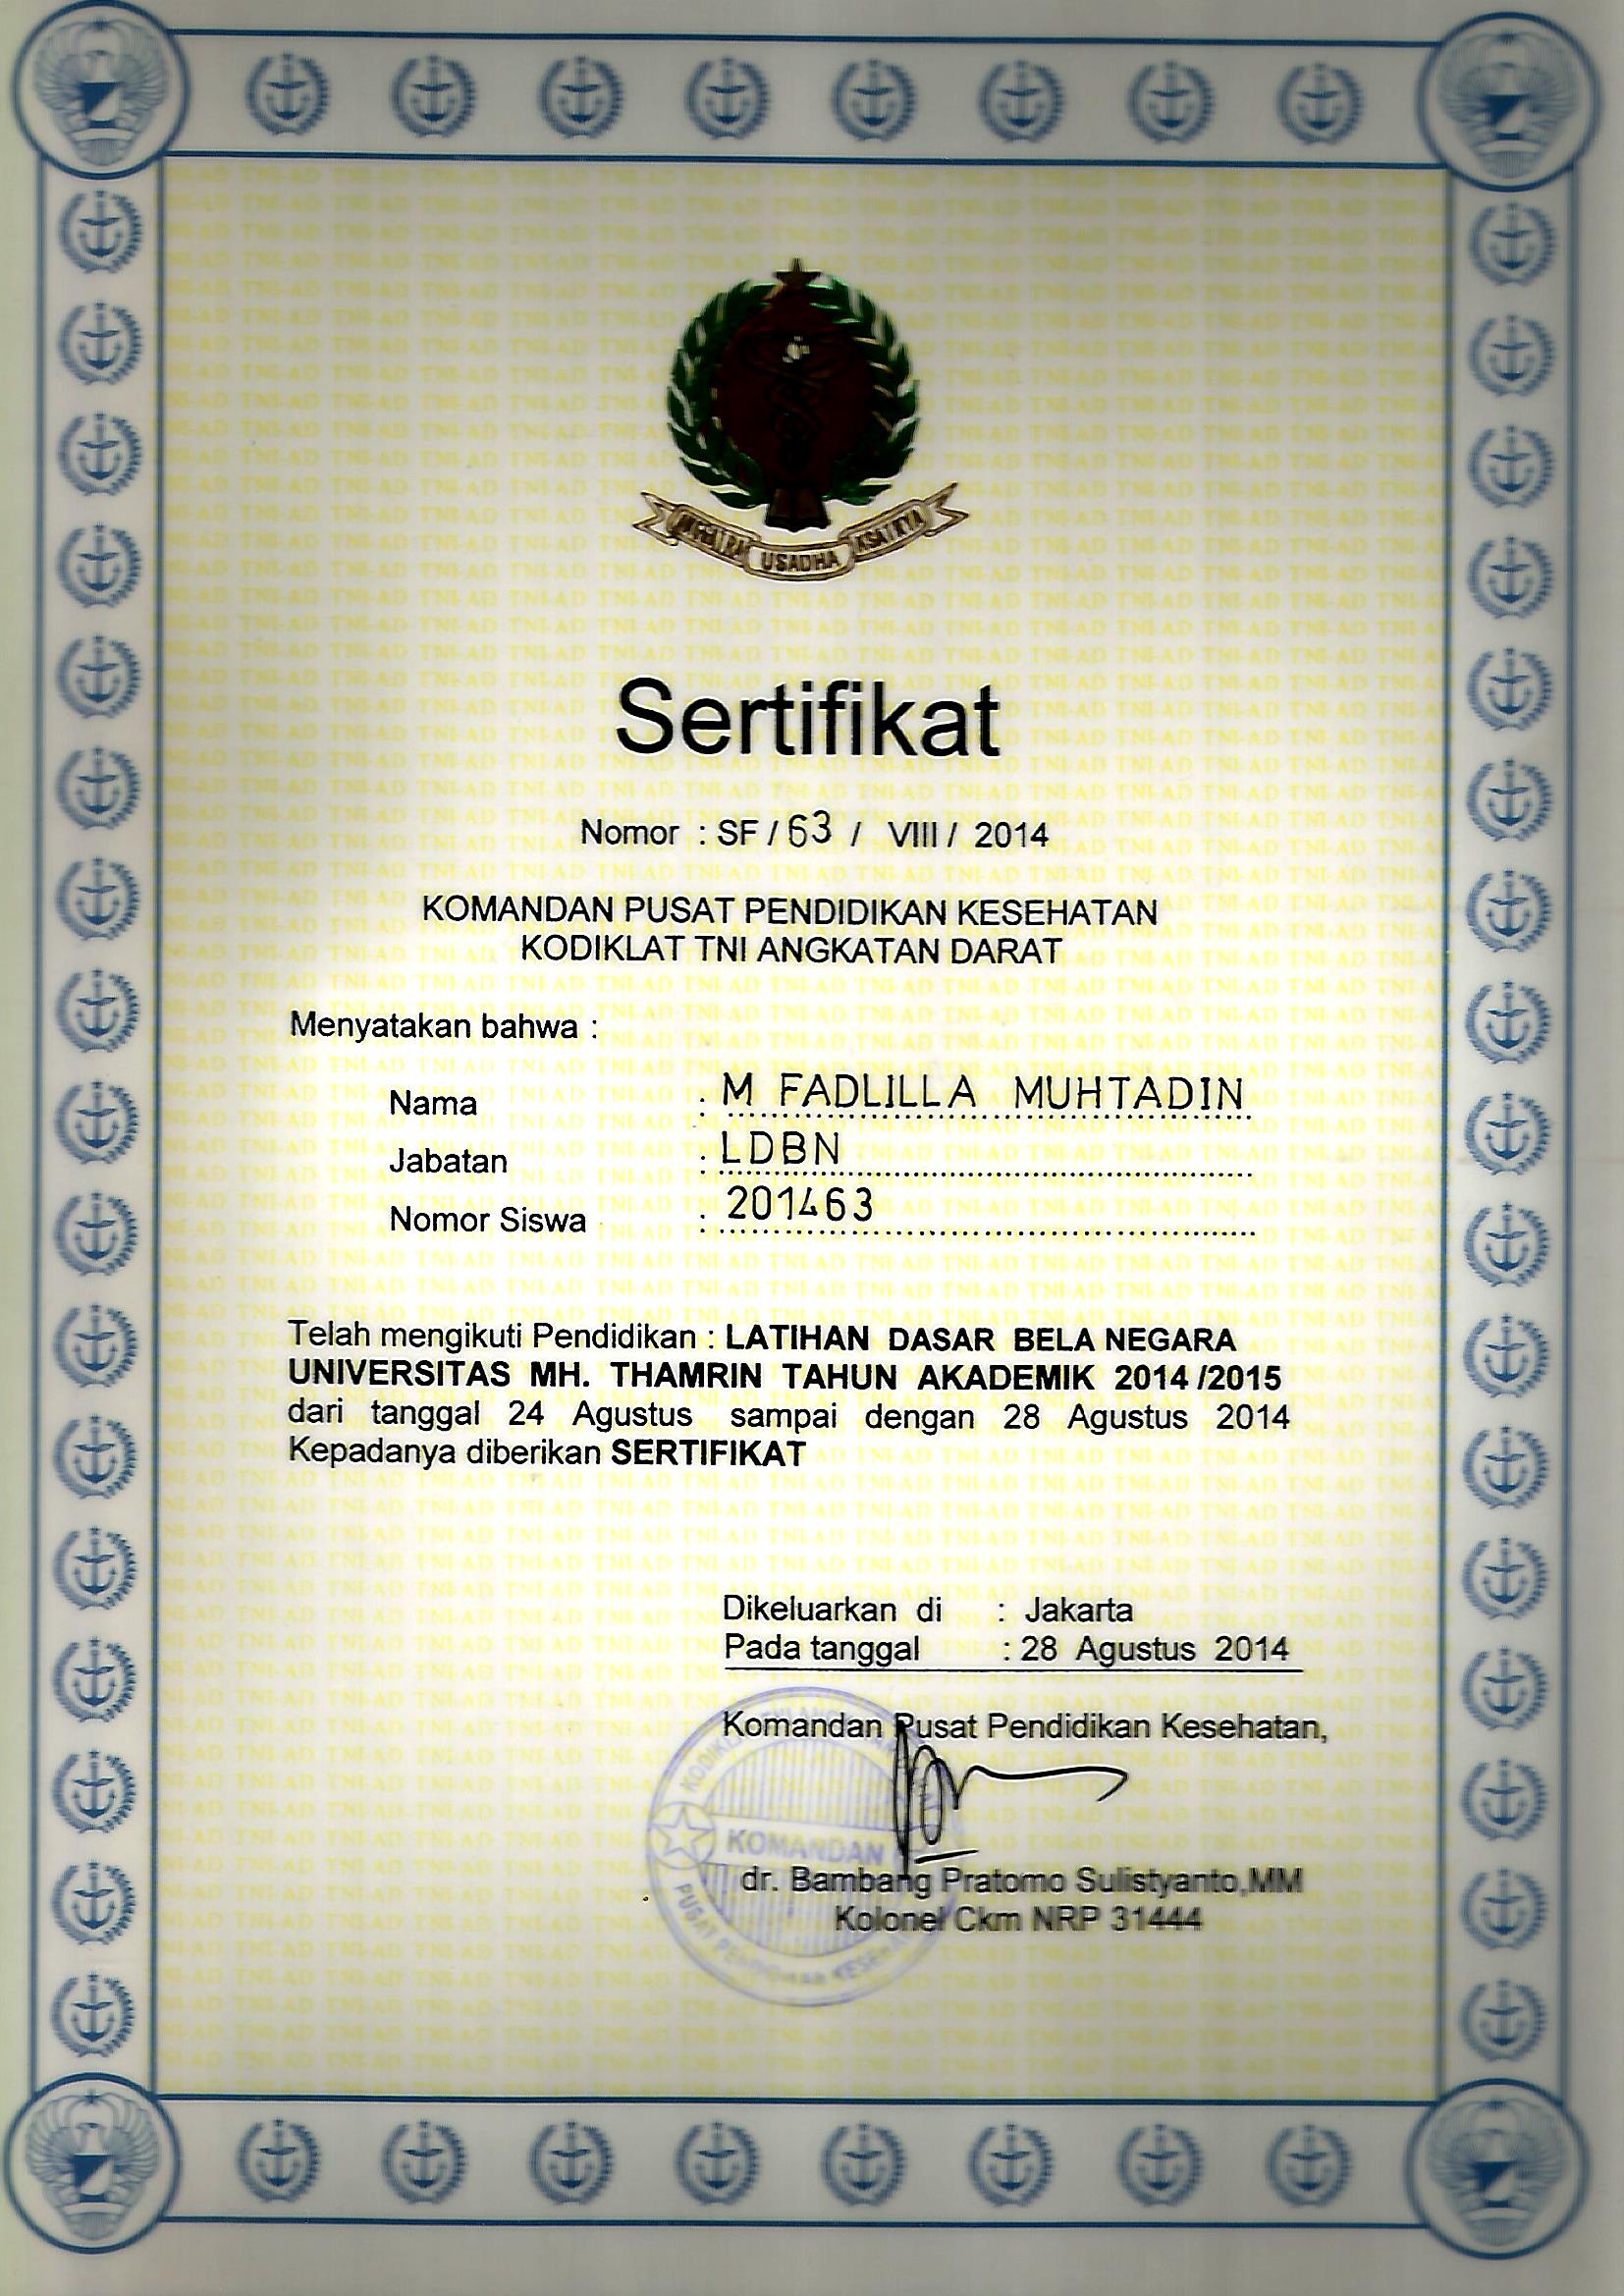 USADHA
Sertifikat
Nomor : SF / 63 / VIII / 2014
KOMANDAN PUSAT PENDIDIKAN KESEHATAN
KODIKLAT TNI ANGKATAN DARAT
Menyatakan bahwa :
Nama : M FADLILLA MUHTADIN
Jabatan : LDBN
Nomor Siswa : 201463
Telah mengikuti Pendidikan : LATIHAN DASAR BELA NEGARA
UNIVERSITAS MH. THAMRIN TAHUN AKADEMIK 2014 /2015
dari tanggal 24 Agustus sampai dengan 28 Agustus 2014
Kepadanya diberikan SERTIFIKAT
Dikeluarkan di : Jakarta
Pada tanggal : 28 Agustus 2014
Komandan Pusat Pendidikan Kesehatan,
KOMANDAN
dr. Bambang Pratomo Sulistyanto,MM
Kolonel Ckm NRP 31444
PUSAT PENDIDIKAN